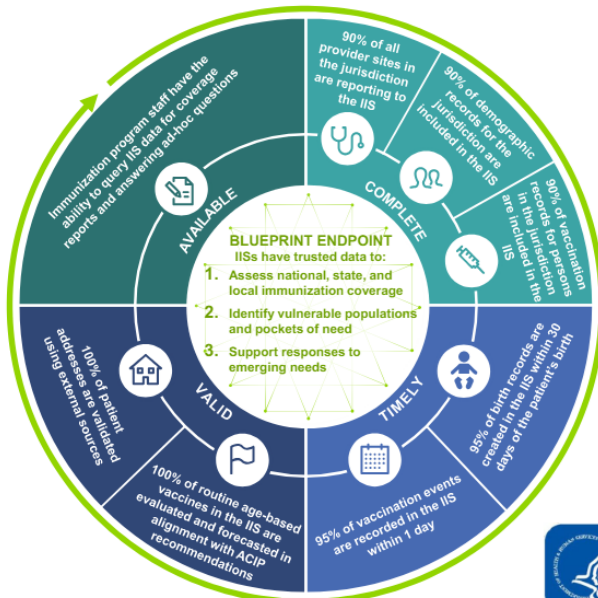 Immunization program staff have the
ability to query IIS data for coverage
reports and answering ad-hoc questions
AVAILABLE
90% of all
provider sites in
the jurisdiction
are reporting to
the IIS
90% of demographic
records for the
jurisdiction are
included in the IIS
90% of vaccination
records for persons
in the jurisdiction
are included in the
IIS
COMPLETE
BLUEPRINT ENDPOINT
IISs have trusted data to:
1. Assess national, state, and
local immunization coverage
2. Identify vulnerable populations
and pockets of need
3. Support responses to
emerging needs
95% of birth records are
created in the IIS within 30
days of the patient's birth
95% of vaccination events
are recorded in the IIS
within 1 day
TIMELY
100% of routine age-based
vaccines in the IIS are
evaluated and forecasted in
alignment with ACIP
recommendations
100% of patient
addresses are validated
using external sources
VALID